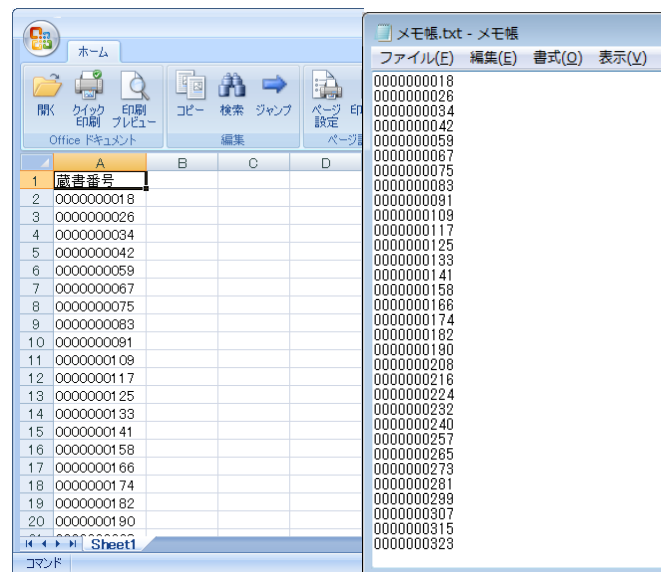 ホーム
開く
クイック
印刷
印刷
プレビュー
コピー
検索
ジャンプ
ページ
設定
Office ドキュメント
編集
A B C D
1 蔵書番号
2 0000000018
3 0000000026
4 0000000034
5 0000000042
6 0000000059
7 0000000067
8 0000000075
9 0000000083
10 0000000091
11 0000000109
12 0000000117
13 0000000125
14 0000000133
15 0000000141
16 0000000158
17 0000000166
18 0000000174
19 0000000182
20 0000000190
Sheet1
コマンド
メモ帳.txt - メモ帳
ファイル(F) 編集(E) 書式(O) 表示(V)
0000000018
0000000026
0000000034
0000000042
0000000059
0000000067
0000000075
0000000083
0000000091
0000000109
0000000117
0000000125
0000000133
0000000141
0000000158
0000000166
0000000174
0000000182
0000000190
0000000208
0000000216
0000000224
0000000232
0000000240
0000000257
0000000265
0000000273
0000000281
0000000299
0000000307
0000000315
0000000323